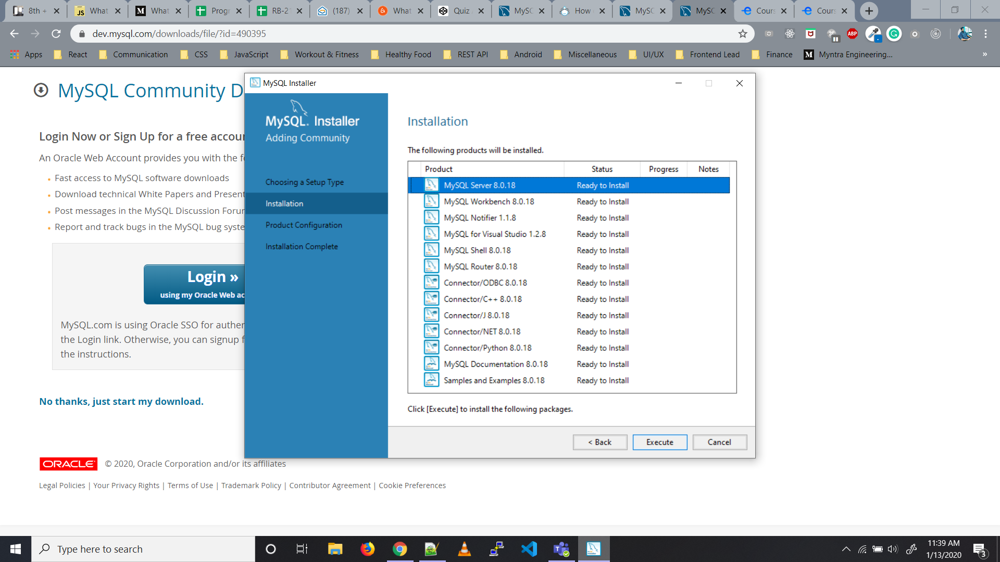 8th +
What
What
Progr
RB-2
(187)
What
Quiz
MySC
How
MySC
MySC
Cours
Cours
dev.mysql.com/downloads/file/?id=490395
Apps
React
Communication
CSS
JavaScript
Workout & Fitness
Healthy Food
REST API
Android
Miscellaneous
UI/UX
Frontend Lead
Finance
Myntra Engineering...
»
MySQL Community D
Login Now or Sign Up for a free accour
An Oracle Web Account provides you with the f
Fast access to MySQL software downloads
Download technical White Papers and Present
Post messages in the MySQL Discussion Forur
Report and track bugs in the MySQL bug syste
Login »
using my Oracle Web ac
MySQL.com is using Oracle SSO for auther
the Login link. Otherwise, you can signup f
the instructions.
No thanks, just start my download.
ORACLE
© 2020, Oracle Corporation and/or its affiliates
Legal Policies | Your Privacy Rights | Terms of Use | Trademark Policy | Contributor Agreement | Cookie Preferences
MySQL Installer
MySQL. Installer
Adding Community
Choosing a Setup Type
Installation
Product Configuration
Installation Complete
Installation
The following products will be installed.
Product Status Progress Notes
MySQL Server 8.0.18 Ready to Install
MySQL Workbench 8.0.18 Ready to Install
MySQL Notifier 1.1.8 Ready to Install
MySQL for Visual Studio 1.2.8 Ready to Install
MySQL Shell 8.0.18 Ready to Install
MySQL Router 8.0.18 Ready to Install
Connector/ODBC 8.0.18 Ready to Install
Connector/C++ 8.0.18 Ready to Install
Connector/J 8.0.18 Ready to Install
Connector/NET 8.0.18 Ready to Install
Connector/Python 8.0.18 Ready to Install
MySQL Documentation 8.0.18 Ready to Install
Samples and Examples 8.0.18 Ready to Install
Click [Execute] to install the following packages.
< Back
Execute
Cancel
Type here to search
11:39 AM
1/13/2020
3